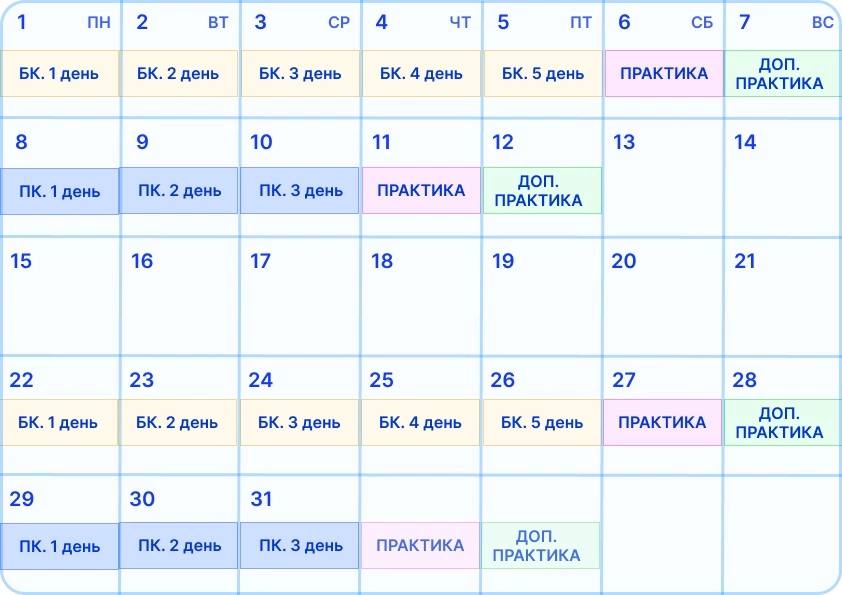 1 ПН 2 ВТ 3 СР 4 ЧТ 5 ПТ 6 СБ 7 ВС
БК. 1 день БК. 2 день БК. 3 день БК. 4 день БК. 5 день ПРАКТИКА ДОП. ПРАКТИКА
8 9 10 11 12 13 14
ПК. 1 день ПК. 2 день ПК. 3 день ПРАКТИКА ДОП. ПРАКТИКА
15 16 17 18 19 20 21
22 23 24 25 26 27 28
БК. 1 день БК. 2 день БК. 3 день БК. 4 день БК. 5 день ПРАКТИКА ДОП. ПРАКТИКА
29 30 31
ПК. 1 день ПК. 2 день ПК. 3 день ПРАКТИКА ДОП. ПРАКТИКА